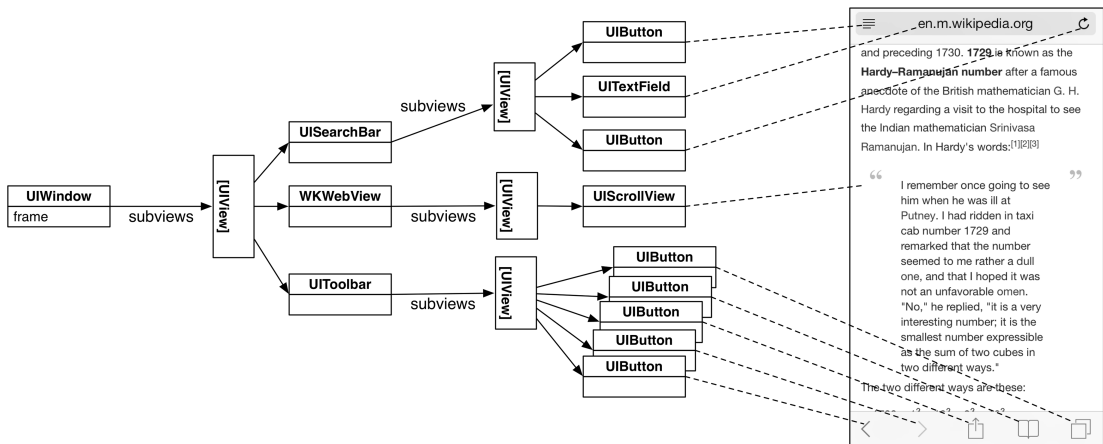 UIWindow
frame
subviews
[UIView]
UISearchBar
WKWebView
UIToolbar
subviews
[UIView]
UIButton
UITextField
UIButton
subviews
[UIView]
UIScrollView
subviews
[UIView]
UIButton
UIButton
UIButton
UIButton
UIButton
en.m.wikipedia.org
and preceding 1730. 1729 is known as the
Hardy–Ramanujan number after a famous
anecdote of the British mathematician G. H.
Hardy regarding a visit to the hospital to see
the Indian mathematician Srinivasa
Ramanujan. In Hardy's words:[1][2][3]
“ ”
I remember once going to see
him when he was ill at
Putney. I had ridden in taxi
cab number 1729 and
remarked that the number
seemed to me rather a dull
one, and that I hoped it was
not an unfavorable omen.
"No," he replied, "it is a very
interesting number; it is the
smallest number expressible
as the sum of two cubes in
two different ways."
The two different ways are these: